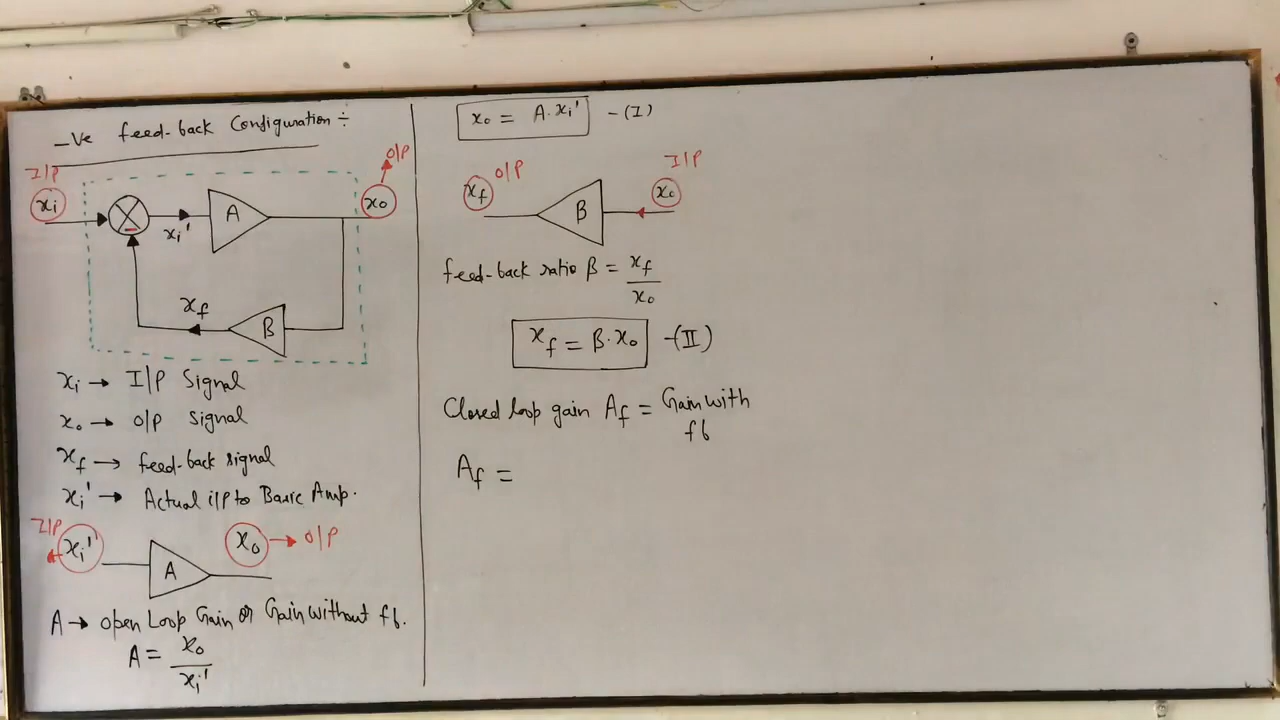 -ve feed-back Configuration ÷
I/P
O/P
xi
xi'
A
xo
xf
β
xi → I/P Signal
xo → O/P Signal
xf → feed-back signal
xi' → Actual i/p to Basic Amp.
I/P
xi'
A
xo → O/P
A → open Loop Gain or Gain without fb.
A = xo / xi'
xo = A.xi' - (I)
xf O/P
β
I/P
xo
feed-back ratio β = xf / xo
xf = β.xo - (II)
Closed loop gain Af = Gain with
fb
Af =